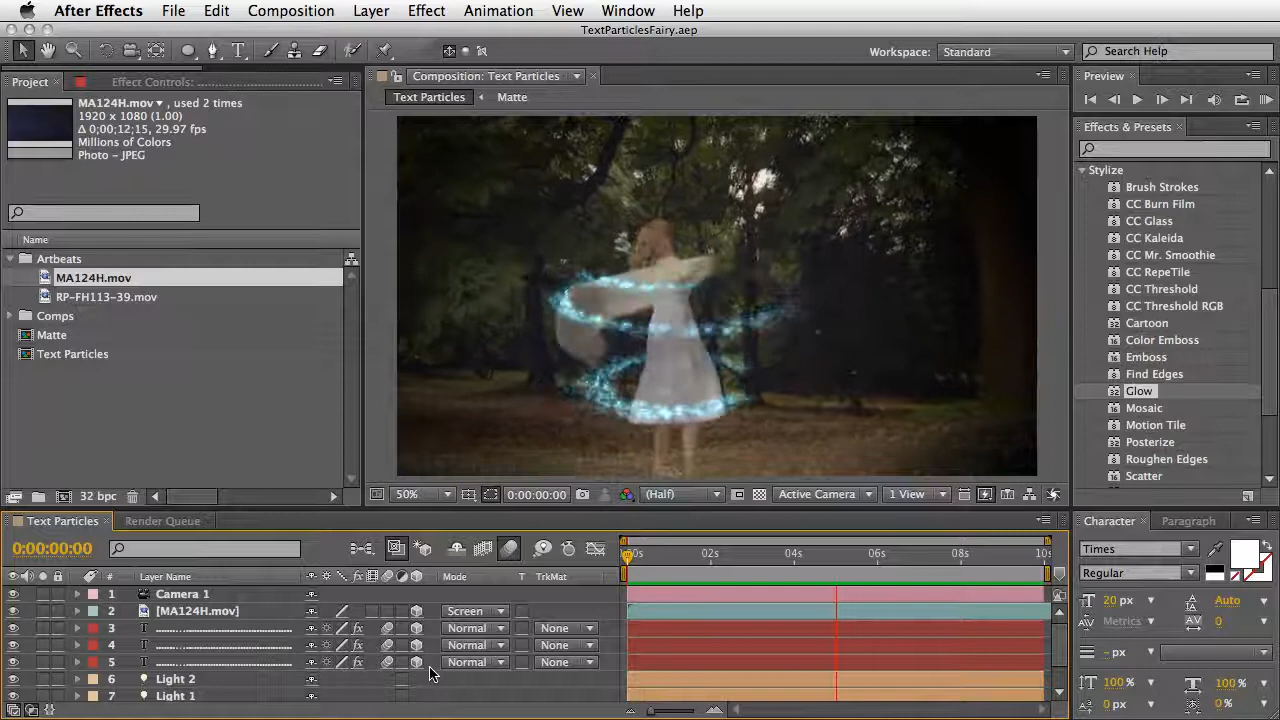 After Effects File Edit Composition Layer Effect Animation View Window Help
TextParticlesFairy.aep
Workspace: Standard Search Help
Project Effect Controls: ............................
Composition: Text Particles
Preview
Text Particles Matte
MA124H.mov , used 2 times
1920 x 1080 (1.00)
Δ 0;00;12;15, 29.97 fps
Millions of Colors
Photo - JPEG
Effects & Presets
Stylize
Brush Strokes
CC Burn Film
CC Glass
CC Kaleida
CC Mr. Smoothie
CC RepeTile
CC Threshold
CC Threshold RGB
Cartoon
Color Emboss
Emboss
Find Edges
Glow
Mosaic
Motion Tile
Posterize
Roughen Edges
Scatter
Name
Artbeats
MA124H.mov
RP-FH113-39.mov
Comps
Matte
Text Particles
32 bpc
50% 0:00:00:00 (Half) Active Camera 1 View
Text Particles Render Queue
0:00:00:00
00s 02s 04s 06s 08s 10s
# Layer Name fx Mode T TrkMat
1 Camera 1
2 [MA124H.mov] Screen
3 ............................ fx Normal None
4 ............................ fx Normal None
5 ............................ fx Normal None
6 Light 2
7 Light 1
Character Paragraph
Times
Regular
T 20 px Auto
AV Metrics AV 0
- px
T 100 % T 100 %
0 px 0 %